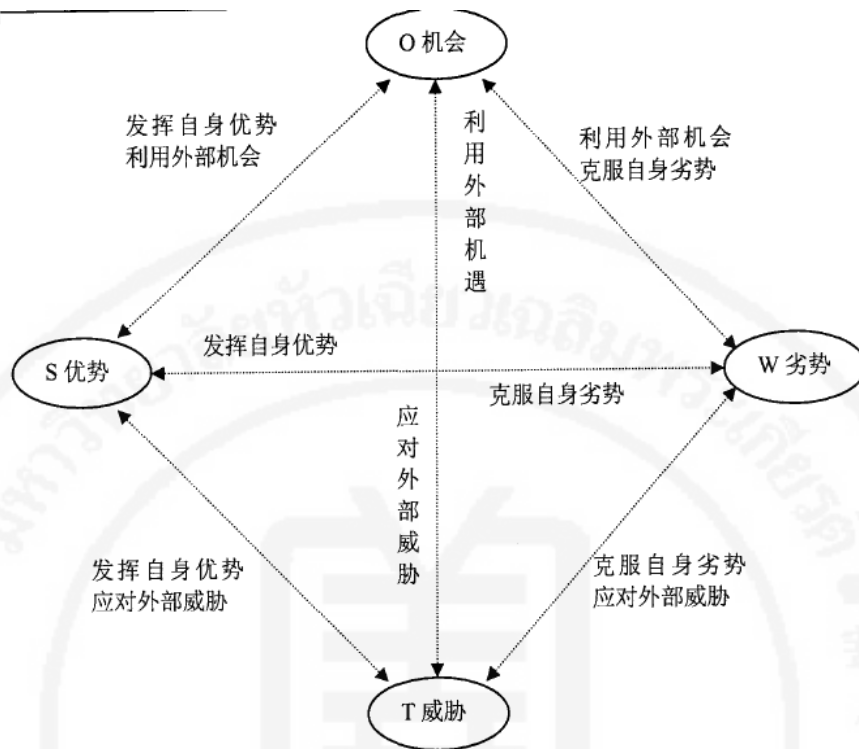 O 机会
发挥自身优势
利用外部机会
利用外部机遇
利用外部机会
克服自身劣势
S 优势
发挥自身优势
克服自身劣势
W 劣势
应对外部威胁
发挥自身优势
应对外部威胁
克服自身劣势
应对外部威胁
T 威胁